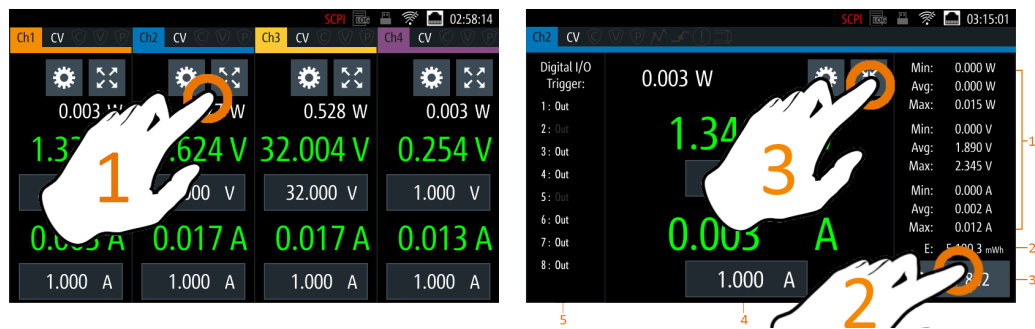 SCPI LOG 02:58:14
Ch1 CV C V P Ch2 CV C V P Ch3 CV C V P Ch4 CV C V P
0.003 W W 0.528 W 0.003 W
.624 V 32.004 V 0.254 V
V 32.000 V 1.000 V
A 0.017 A 0.017 A 0.013 A
1.000 A 1.000 A 1.000 A 1.000 A
1
SCPI LOG 03:15:01
Ch2 CV C V P
Digital I/O
Trigger:
1: Out
2: Out
3: Out
4: Out
5: Out
6: Out
7: Out
8: Out
0.003 W
1.34
0.003 A
1.000 A
Min: 0.000 W
Avg: 0.000 W
Max: 0.015 W
Min: 0.000 V
Avg: 1.890 V
Max: 2.345 V
Min: 0.000 A
Avg: 0.002 A
Max: 0.012 A
E: mWh
3
2
1
2
3
5
4